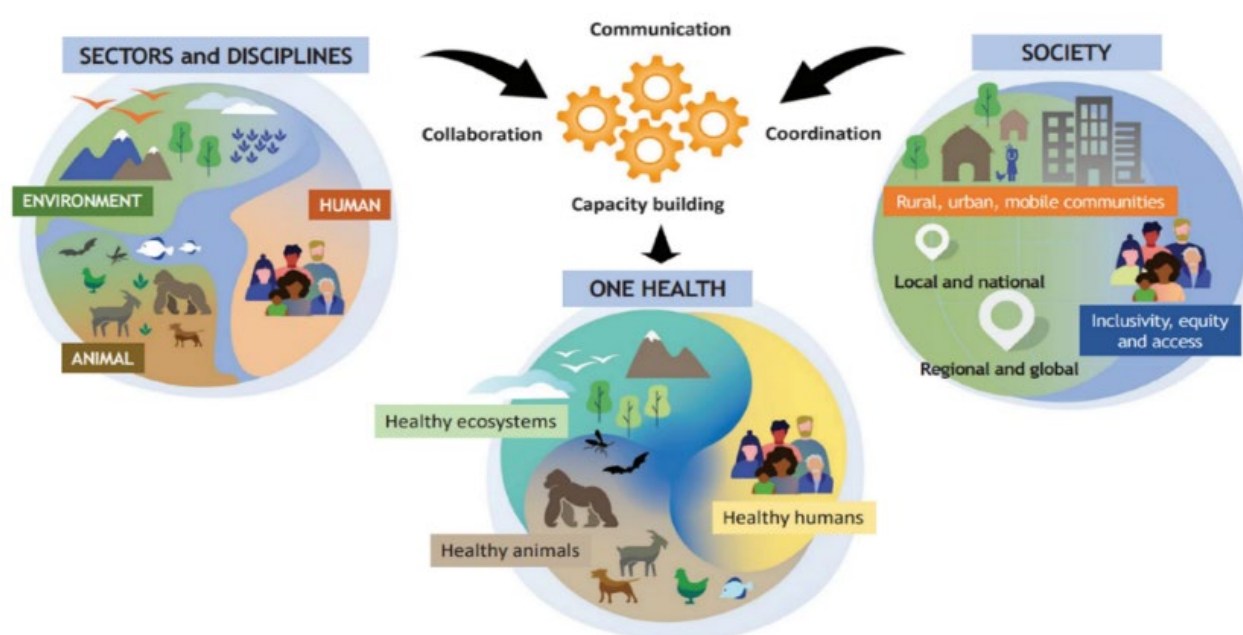 SECTORS and DISCIPLINES
ENVIRONMENT
HUMAN
ANIMAL
Communication
Collaboration
Coordination
Capacity building
SOCIETY
Rural, urban, mobile communities
Local and national
Inclusivity, equity
and access
Regional and global
ONE HEALTH
Healthy ecosystems
Healthy humans
Healthy animals